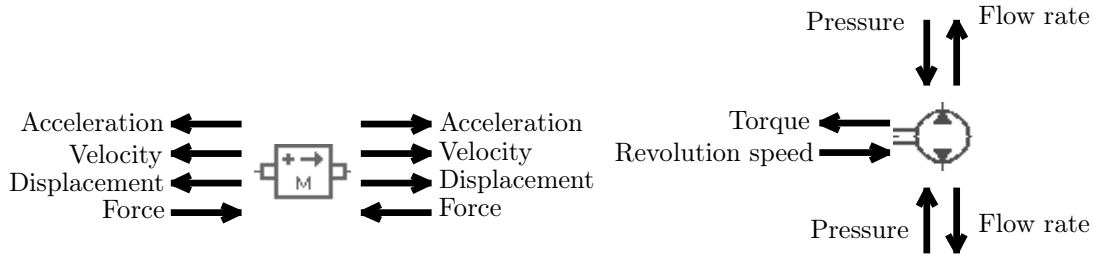 Acceleration
Velocity
Displacement
Force
M
Acceleration
Velocity
Displacement
Force
Pressure
Flow rate
Torque
Revolution speed
Pressure
Flow rate